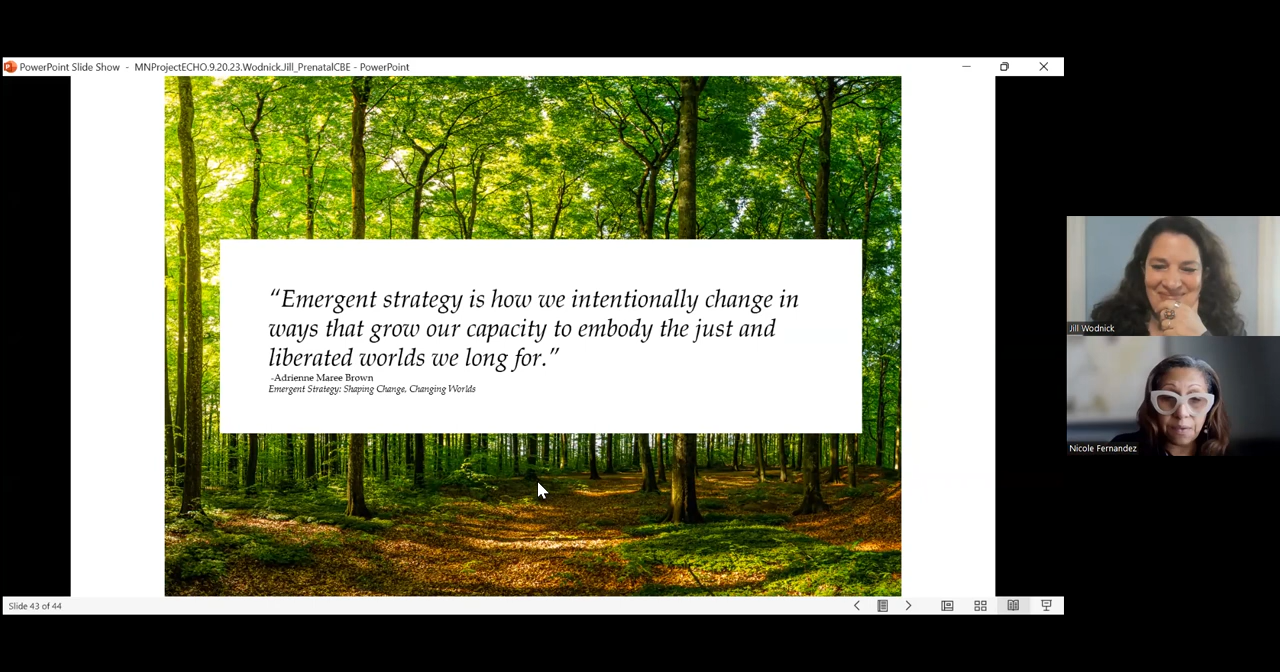 PowerPoint Slide Show - MNProjectECHO.9.20.23.Wodnick.Jill_PrenatalCBE - PowerPoint
“Emergent strategy is how we intentionally change in
ways that grow our capacity to embody the just and
liberated worlds we long for.”
-Adrienne Maree Brown
Emergent Strategy: Shaping Change, Changing Worlds
Jill Wodnick
Nicole Fernandez
Slide 43 of 44